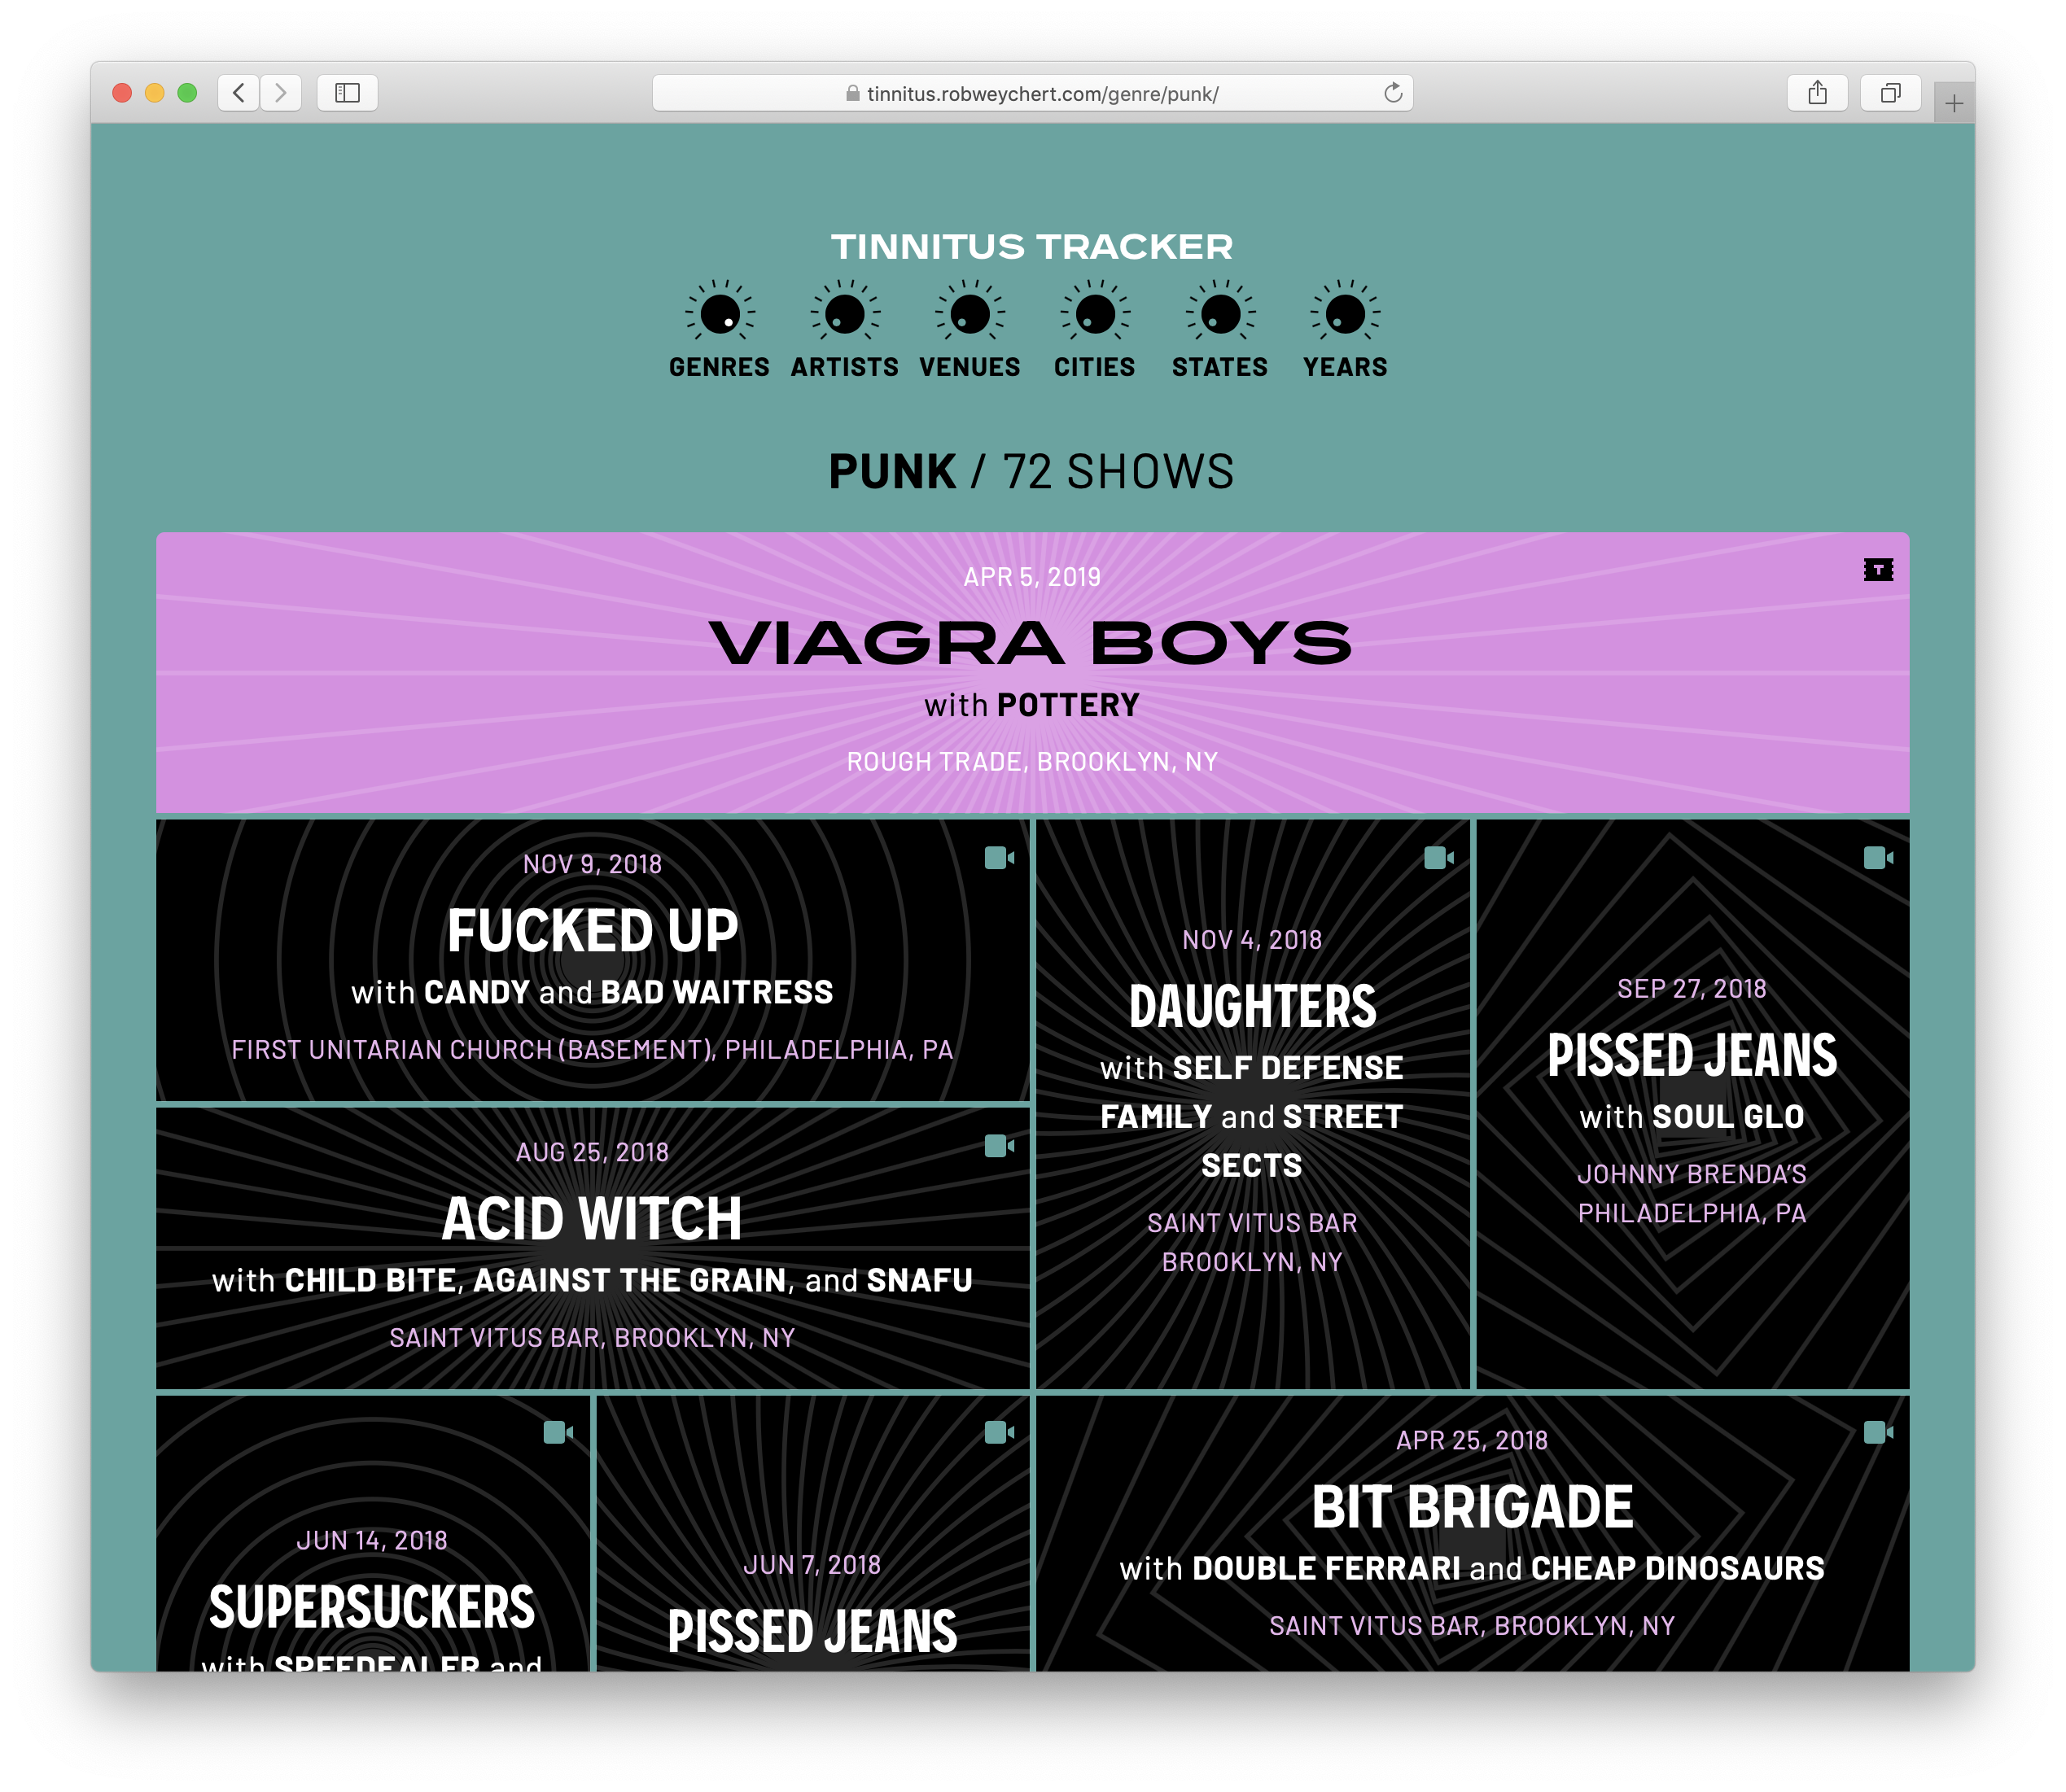 tinnitus.robweychert.com/genre/punk/
TINNITUS TRACKER
GENRES ARTISTS VENUES CITIES STATES YEARS
PUNK / 72 SHOWS
APR 5, 2019
T
VIAGRA BOYS
with POTTERY
ROUGH TRADE, BROOKLYN, NY
NOV 9, 2018
FUCKED UP
with CANDY and BAD WAITRESS
FIRST UNITARIAN CHURCH (BASEMENT), PHILADELPHIA, PA
NOV 4, 2018
DAUGHTERS
with SELF DEFENSE
FAMILY and STREET
SECTS
SAINT VITUS BAR
BROOKLYN, NY
SEP 27, 2018
PISSED JEANS
with SOUL GLO
JOHNNY BRENDA’S
PHILADELPHIA, PA
AUG 25, 2018
ACID WITCH
with CHILD BITE, AGAINST THE GRAIN, and SNAFU
SAINT VITUS BAR, BROOKLYN, NY
JUN 14, 2018
SUPERSUCKERS
with SPEEDEALER and
JUN 7, 2018
PISSED JEANS
APR 25, 2018
BIT BRIGADE
with DOUBLE FERRARI and CHEAP DINOSAURS
SAINT VITUS BAR, BROOKLYN, NY